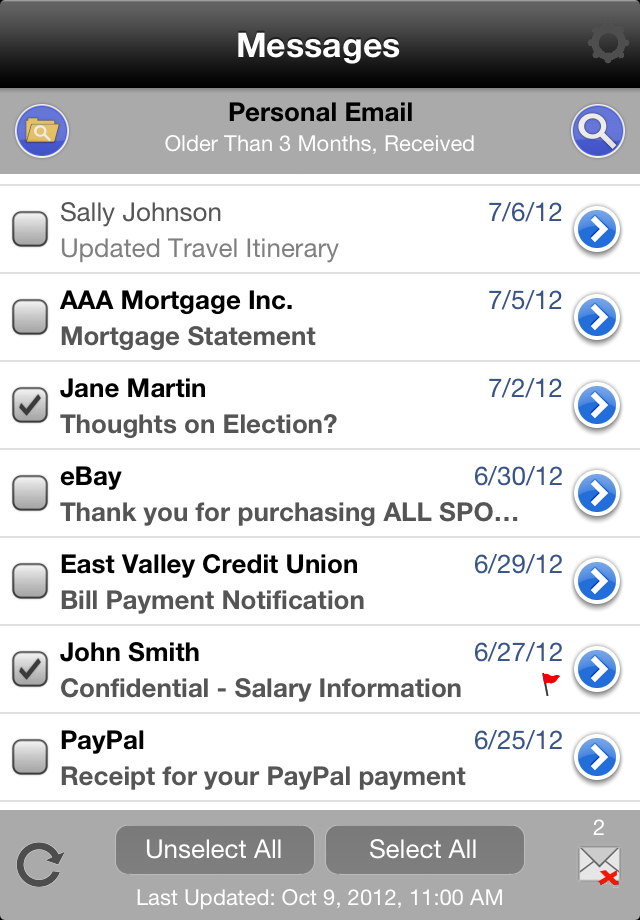 Messages
Personal Email
Older Than 3 Months, Received
Sally Johnson 7/6/12
Updated Travel Itinerary
AAA Mortgage Inc. 7/5/12
Mortgage Statement
Jane Martin 7/2/12
Thoughts on Election?
eBay 6/30/12
Thank you for purchasing ALL SPO...
East Valley Credit Union 6/29/12
Bill Payment Notification
John Smith 6/27/12
Confidential - Salary Information
PayPal 6/25/12
Receipt for your PayPal payment
Unselect All Select All 2
Last Updated: Oct 9, 2012, 11:00 AM